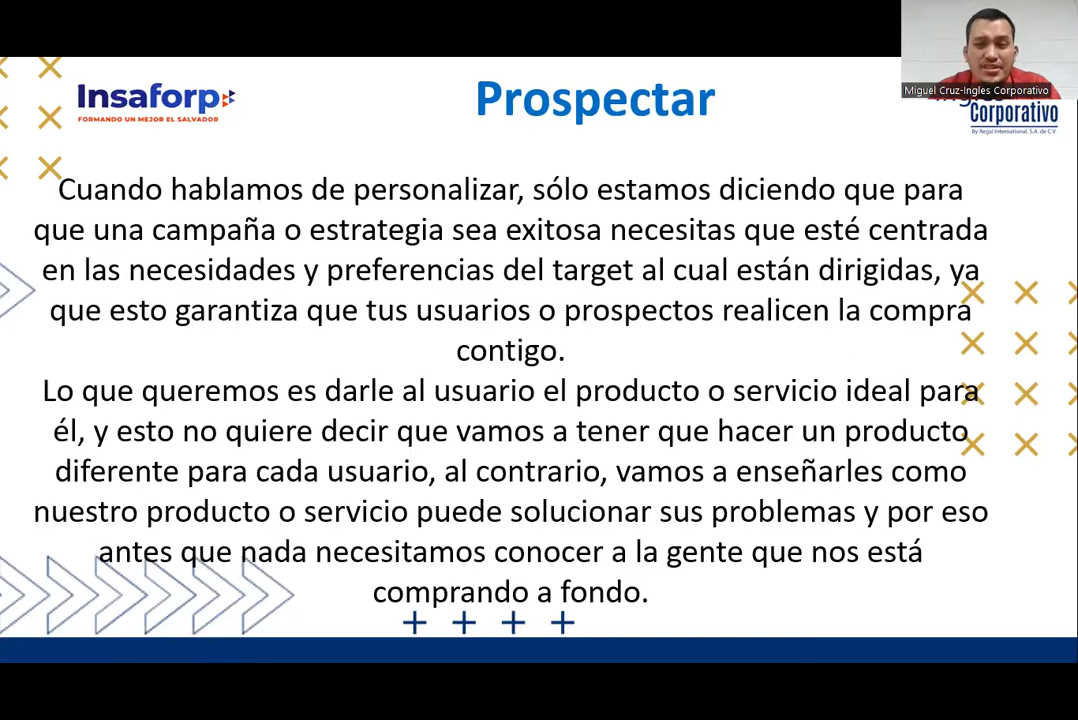 Insaforp
FORMANDO UN MEJOR EL SALVADOR
Prospectar
Miguel Cruz-Ingles Corporativo
Corporativo
By Regal International, S.A. de C.V.
Cuando hablamos de personalizar, sólo estamos diciendo que para
que una campaña o estrategia sea exitosa necesitas que esté centrada
en las necesidades y preferencias del target al cual están dirigidas, ya
que esto garantiza que tus usuarios o prospectos realicen la compra
contigo.
Lo que queremos es darle al usuario el producto o servicio ideal para
él, y esto no quiere decir que vamos a tener que hacer un producto
diferente para cada usuario, al contrario, vamos a enseñarles como
nuestro producto o servicio puede solucionar sus problemas y por eso
antes que nada necesitamos conocer a la gente que nos está
comprando a fondo.